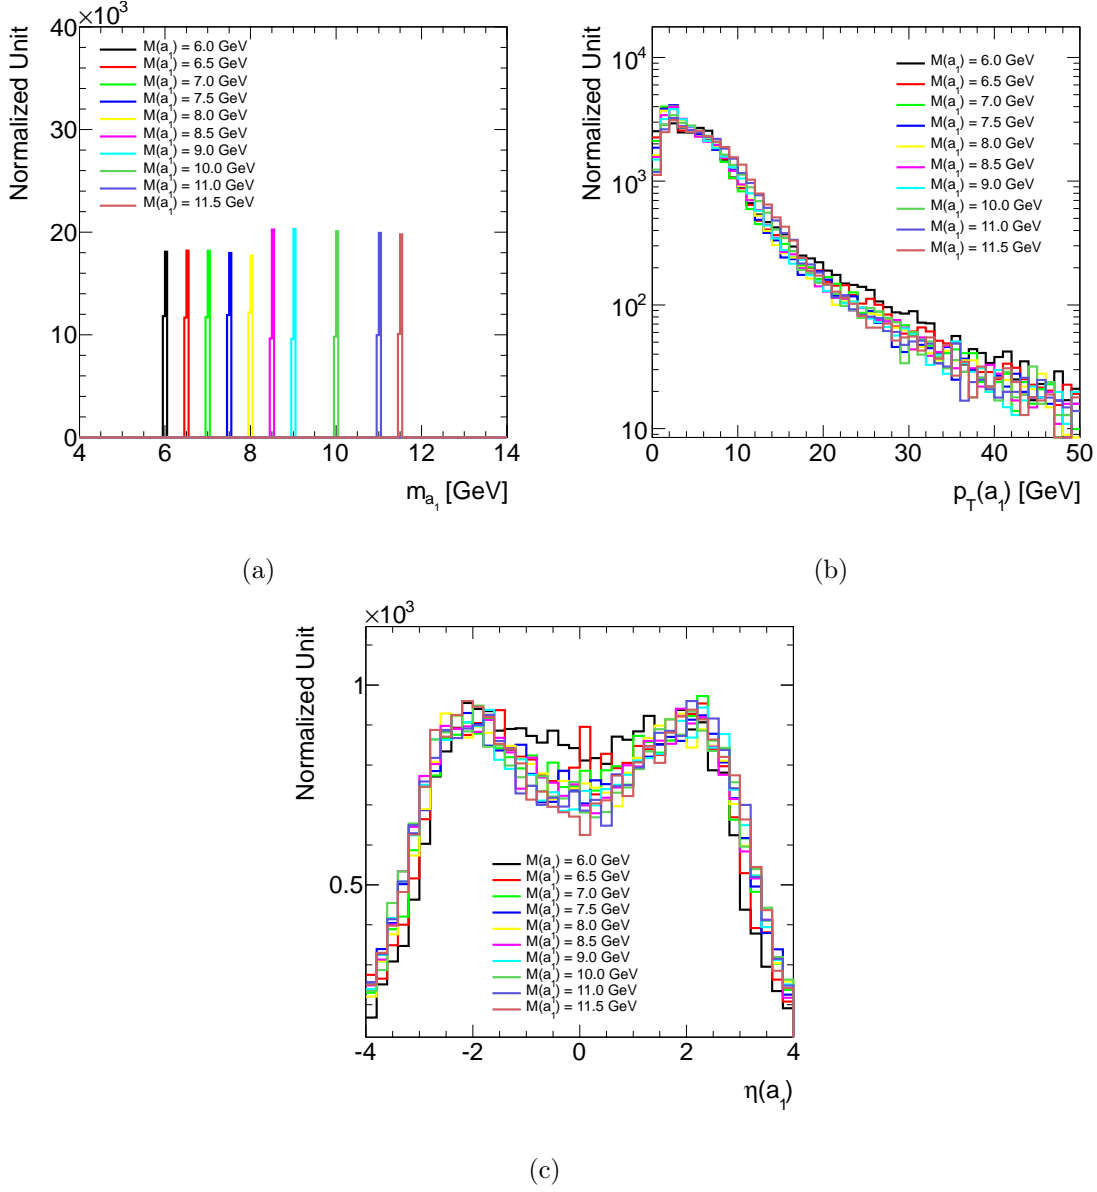 ×10³
Normalized Unit
40
30
20
10
0
M(a₁) = 6.0 GeV
M(a₁) = 6.5 GeV
M(a₁) = 7.0 GeV
M(a₁) = 7.5 GeV
M(a₁) = 8.0 GeV
M(a₁) = 8.5 GeV
M(a₁) = 9.0 GeV
M(a₁) = 10.0 GeV
M(a₁) = 11.0 GeV
M(a₁) = 11.5 GeV
4 6 8 10 12 14
m_a₁ [GeV]
(a)
Normalized Unit
10⁴
10³
10²
10
M(a₁) = 6.0 GeV
M(a₁) = 6.5 GeV
M(a₁) = 7.0 GeV
M(a₁) = 7.5 GeV
M(a₁) = 8.0 GeV
M(a₁) = 8.5 GeV
M(a₁) = 9.0 GeV
M(a₁) = 10.0 GeV
M(a₁) = 11.0 GeV
M(a₁) = 11.5 GeV
0 10 20 30 40 50
p_T(a₁) [GeV]
(b)
×10³
Normalized Unit
1
0.5
M(a₁) = 6.0 GeV
M(a₁) = 6.5 GeV
M(a₁) = 7.0 GeV
M(a₁) = 7.5 GeV
M(a₁) = 8.0 GeV
M(a₁) = 8.5 GeV
M(a₁) = 9.0 GeV
M(a₁) = 10.0 GeV
M(a₁) = 11.0 GeV
M(a₁) = 11.5 GeV
-4 -2 0 2 4
η(a₁)
(c)